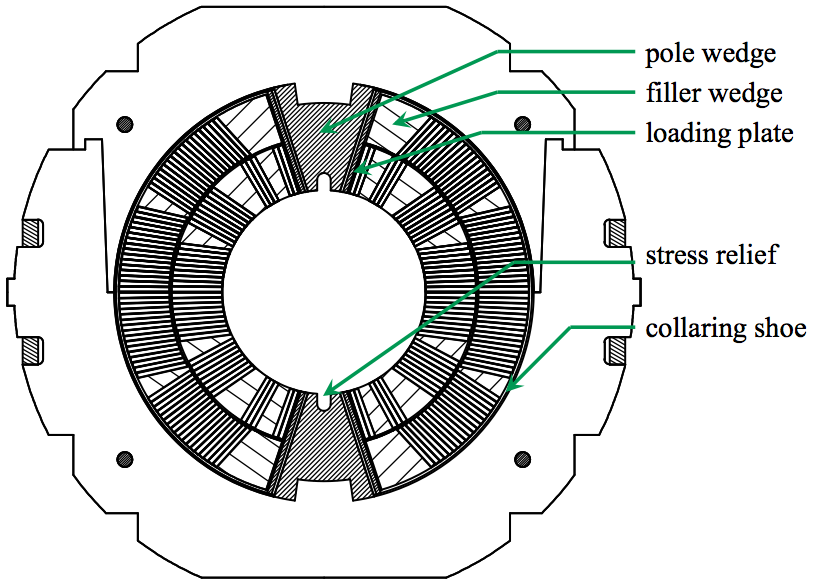 pole wedge
filler wedge
loading plate
stress relief
collaring shoe